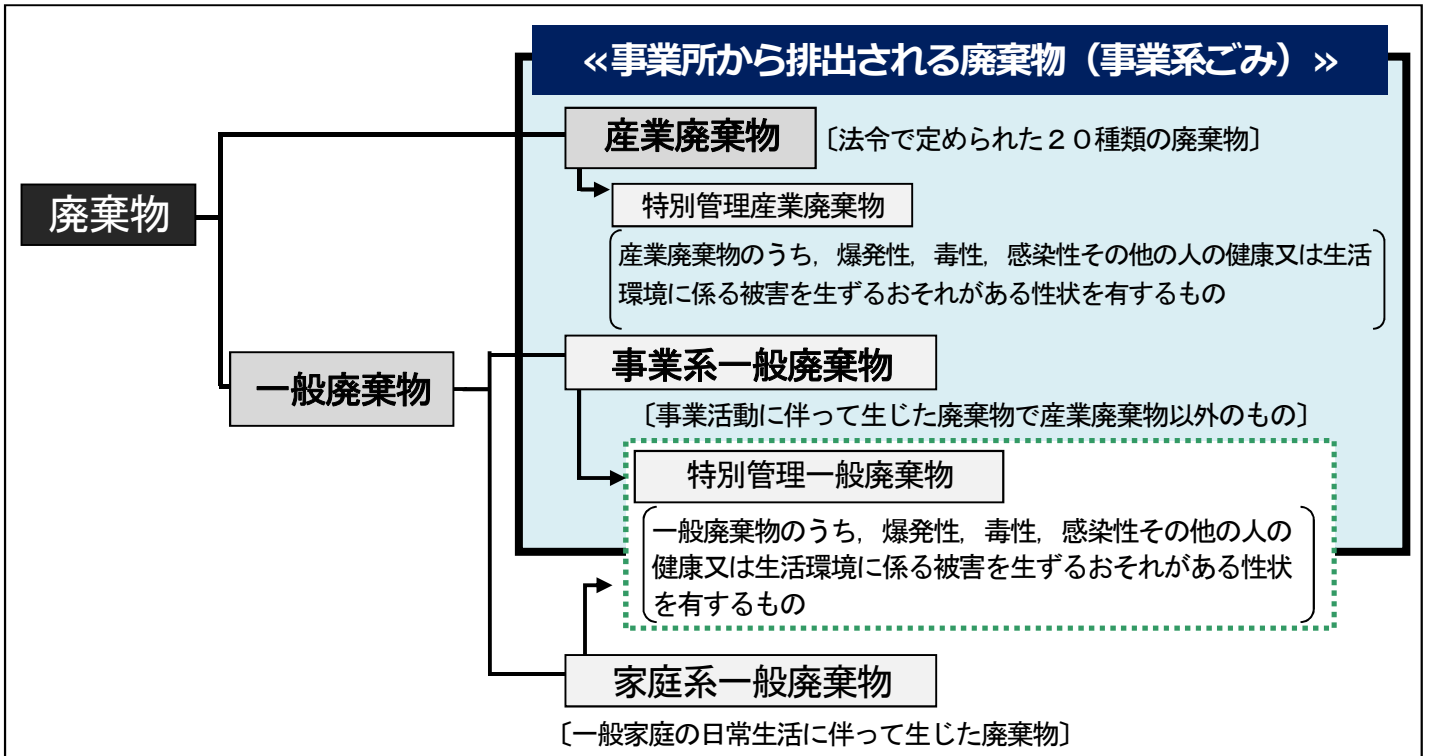 «事業所から排出される廃棄物（事業系ごみ）»
産業廃棄物
〔法令で定められた２０種類の廃棄物〕
特別管理産業廃棄物
廃棄物
産業廃棄物のうち，爆発性，毒性，感染性その他の人の健康又は生活
環境に係る被害を生ずるおそれがある性状を有するもの
事業系一般廃棄物
一般廃棄物
〔事業活動に伴って生じた廃棄物で産業廃棄物以外のもの〕
特別管理一般廃棄物
一般廃棄物のうち，爆発性，毒性，感染性その他の人の
健康又は生活環境に係る被害を生ずるおそれがある性状
を有するもの
家庭系一般廃棄物
〔一般家庭の日常生活に伴って生じた廃棄物〕